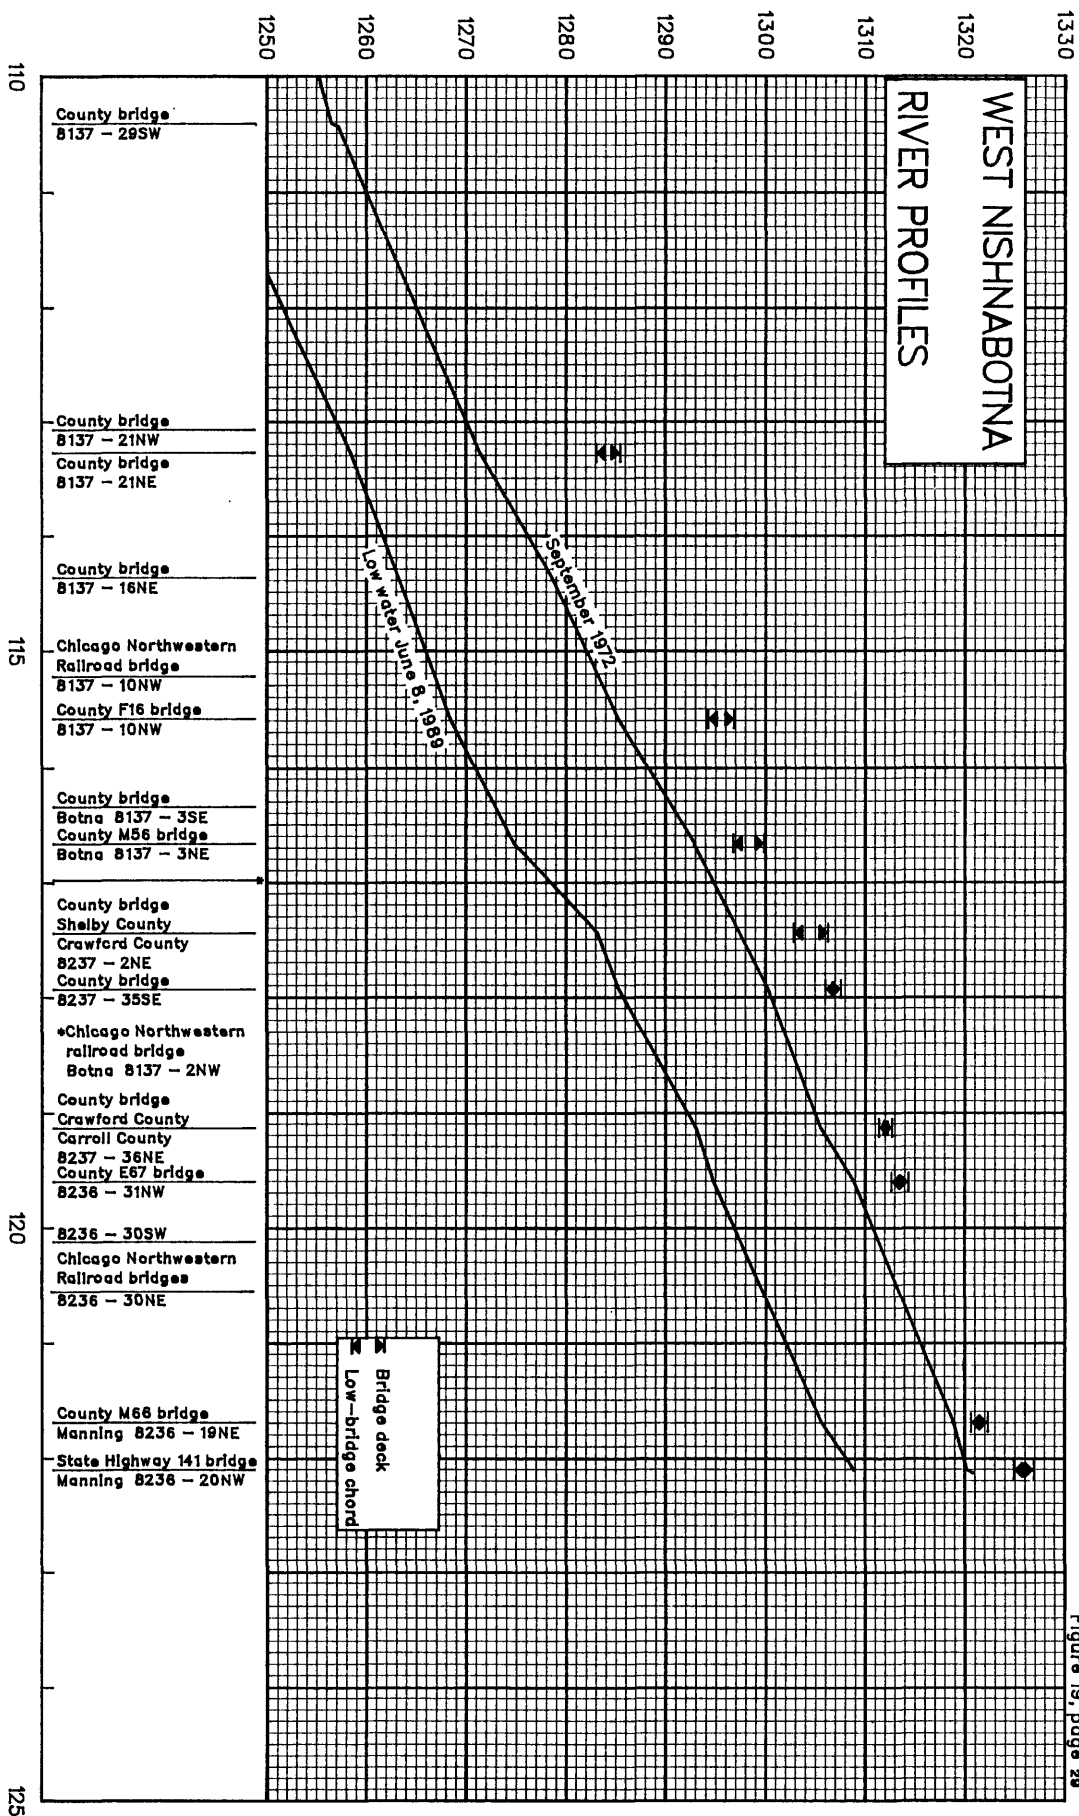 Figure 19, page 29
1250
1260
1270
1280
1290
1300
1310
1320
1330
110
115
120
125
WEST NISHNABOTNA
RIVER PROFILES
County bridge
8137 - 29SW
County bridge
8137 - 21NW
County bridge
8137 - 21NE
County bridge
8137 - 16NE
Chicago Northwestern
Railroad bridge
8137 - 10NW
County F16 bridge
8137 - 10NW
County bridge
Botna 8137 - 3SE
County M56 bridge
Botna 8137 - 3NE
*
County bridge
Shelby County
Crawford County
8237 - 2NE
County bridge
8237 - 35SE
*Chicago Northwestern
railroad bridge
Botna 8137 - 2NW
County bridge
Crawford County
Carroll County
8237 - 36NE
County E67 bridge
8236 - 31NW
8236 - 30SW
Chicago Northwestern
Railroad bridges
8236 - 30NE
County M66 bridge
Manning 8236 - 19NE
State Highway 141 bridge
Manning 8236 - 20NW
September 1972
Low water June 8, 1989
Bridge deck
Low-bridge chord